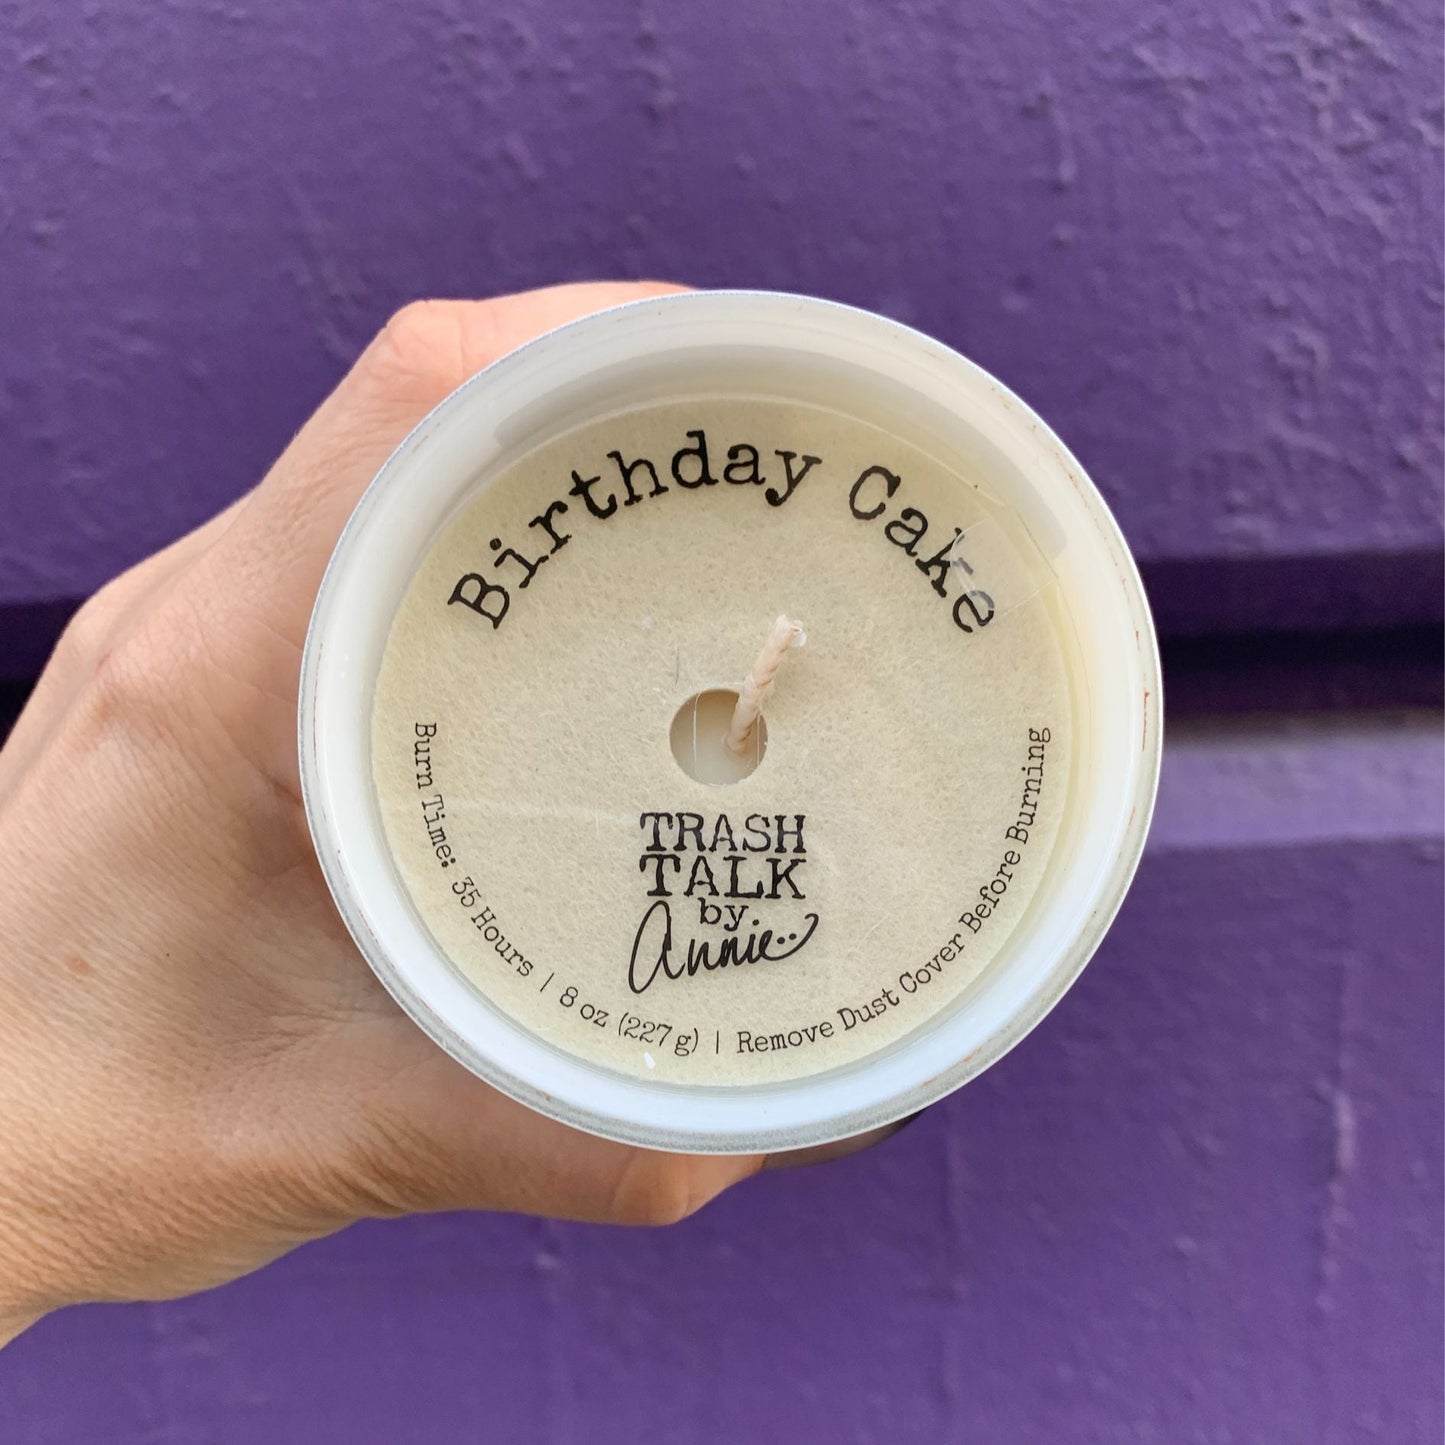 Birthday Cake
TRASH
TALK
by
Annie..
Burn Time: 35 Hours | 8 oz (227 g) | Remove Dust Cover Before Burning